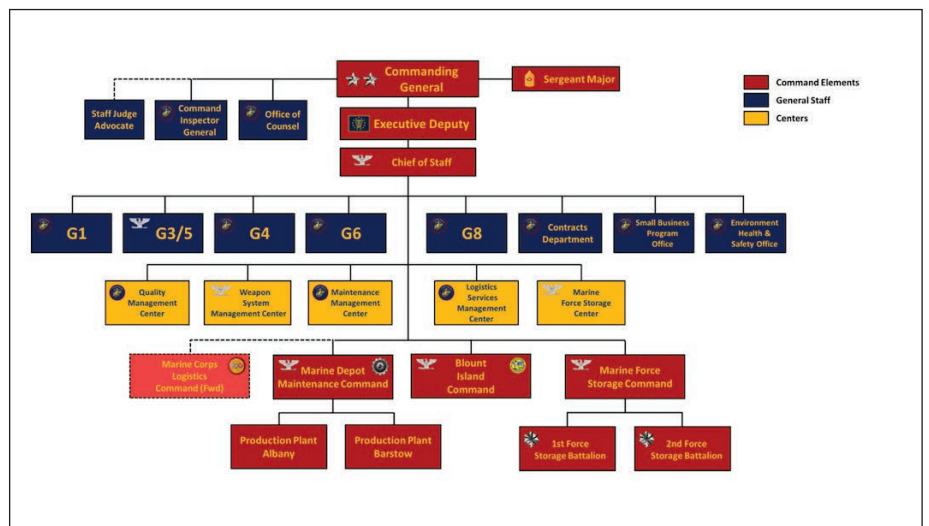 Commanding
General
Sergeant Major
Command Elements
General Staff
Centers
Staff Judge
Advocate
Command
Inspector
General
Office of
Counsel
Executive Deputy
Chief of Staff
G1
G3/5
G4
G6
G8
Contracts
Department
Small Business
Program
Office
Environment
Health &
Safety Office
Quality
Management
Center
Weapon
System
Management Center
Maintenance
Management
Center
Logistics
Services
Management
Center
Marine
Force Storage
Center
Marine Corps
Logistics
Command (Fwd)
Marine Depot
Maintenance Command
Blount
Island
Command
Marine Force
Storage Command
Production Plant
Albany
Production Plant
Barstow
1st Force
Storage Battalion
2nd Force
Storage Battalion